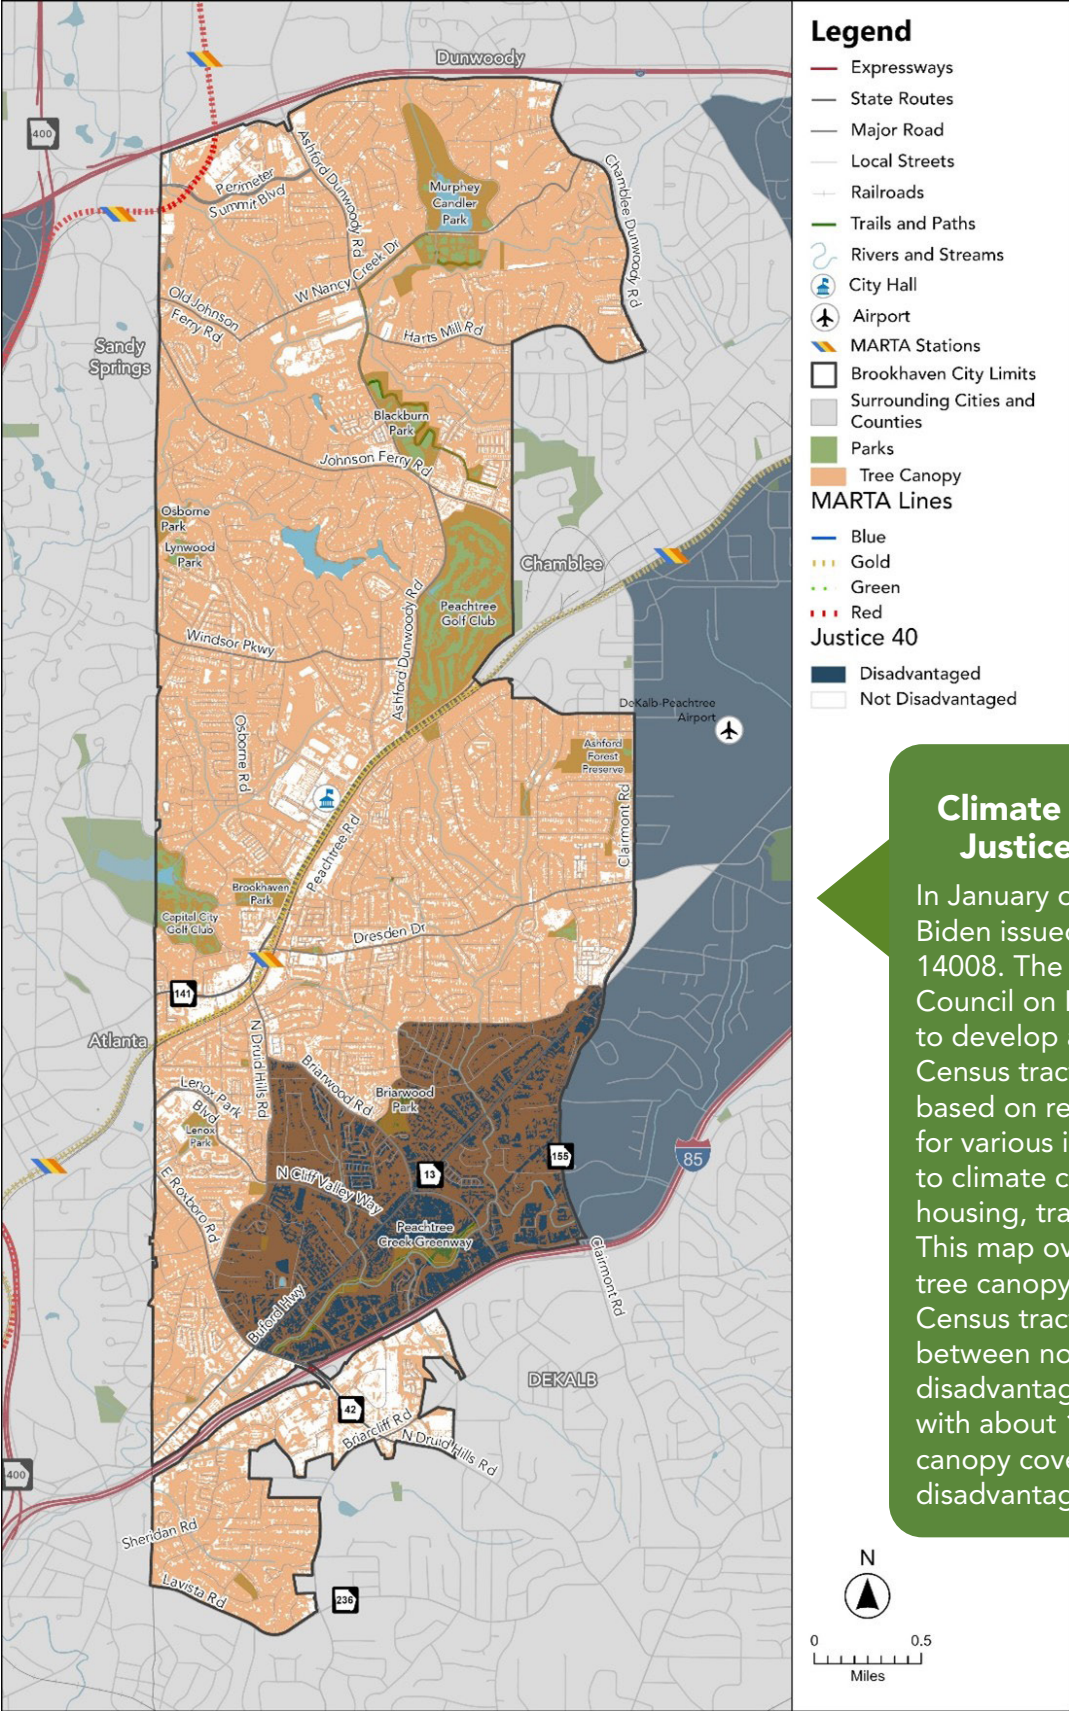 Dunwoody
400
Perimeter
Summit Blvd
Ashford Dunwoody Rd
Murphey
Candler
Park
Chamblee Dunwoody Rd
W Nancy Creek Dr
Old Johnson
Ferry Rd
Harts Mill Rd
Sandy
Springs
Blackburn
Park
Johnson Ferry Rd
Osborne
Park
Lynwood
Park
Chamblee
Peachtree
Golf Club
Ashford Dunwoody Rd
Windsor Pkwy
DeKalb-Peachtree
Airport
Osborne Rd
Ashford
Forest
Preserve
Clairmont Rd
Peachtree Rd
Brookhaven
Park
Capital City
Golf Club
Dresden Dr
141
Atlanta
N Druid Hills Rd
Briarwood Rd
Lenox Park
Blvd
Briarwood
Park
Lenox
Park
155
85
13
N Cliff Valley Way
E Roxboro Rd
Peachtree
Creek Greenway
Clairmont Rd
Buford Hwy
DEKALB
42
Briarcliff Rd
N Druid Hills Rd
400
Sheridan Rd
Lavista Rd
236
Legend
Expressways
State Routes
Major Road
Local Streets
Railroads
Trails and Paths
Rivers and Streams
City Hall
Airport
MARTA Stations
Brookhaven City Limits
Surrounding Cities and
Counties
Parks
Tree Canopy
MARTA Lines
Blue
Gold
Green
Red
Justice 40
Disadvantaged
Not Disadvantaged
Climate
Justice
In January
Biden issued
14008. The
Council on
to develop
Census
based on
for various
to climate
housing,
This map
tree canopy
Census
between
with about
canopy
N
0 0.5
Miles